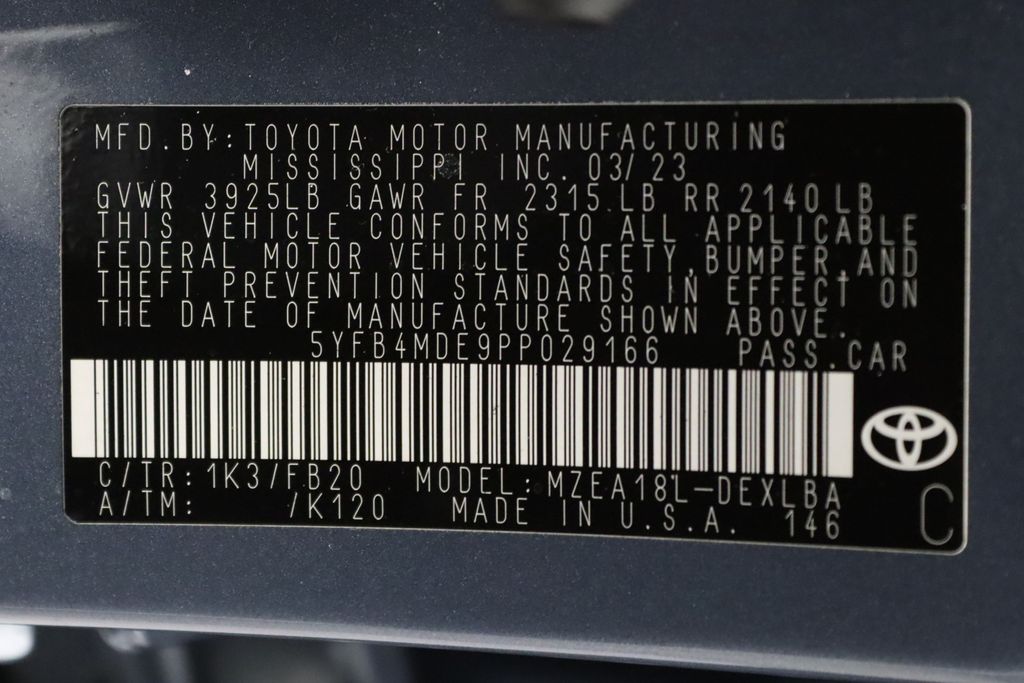 MFD.BY:TOYOTA MOTOR MANUFACTURING
MISSISSIPPI INC. 03/23
GVWR 3925LB GAWR FR 2315LB RR 2140LB
THIS VEHICLE CONFORMS TO ALL APPLICABLE
FEDERAL MOTOR VEHICLE SAFETY,BUMPER,AND
THEFT PREVENTION STANDARDS IN EFFECT ON
THE DATE OF MANUFACTURE SHOWN ABOVE.
5YFB4MDE9PP029166 PASS.CAR
C/TR:1K3/FB20 MODEL:MZEA18L-DEXLBA
A/TM: /K120 MADE IN U.S.A. 146
C